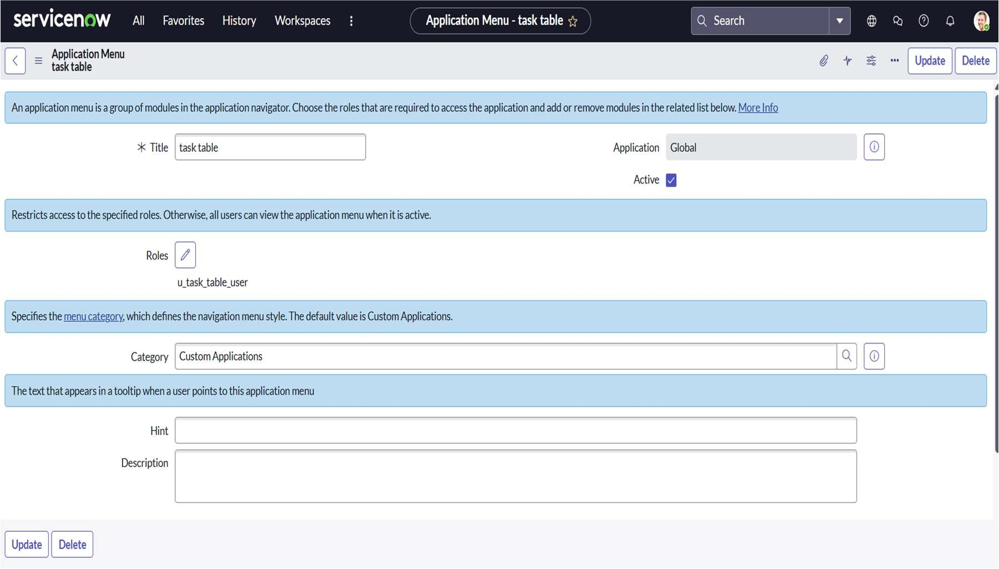 servicenow All Favorites History Workspaces Application Menu - task table Search
Application Menu
task table
Update Delete
An application menu is a group of modules in the application navigator. Choose the roles that are required to access the application and add or remove modules in the related list below. More Info
Title task table
Application Global
Active
Restricts access to the specified roles. Otherwise, all users can view the application menu when it is active.
Roles
u_task_table_user
Specifies the menu category, which defines the navigation menu style. The default value is Custom Applications.
Category Custom Applications
The text that appears in a tooltip when a user points to this application menu
Hint
Description
Update Delete